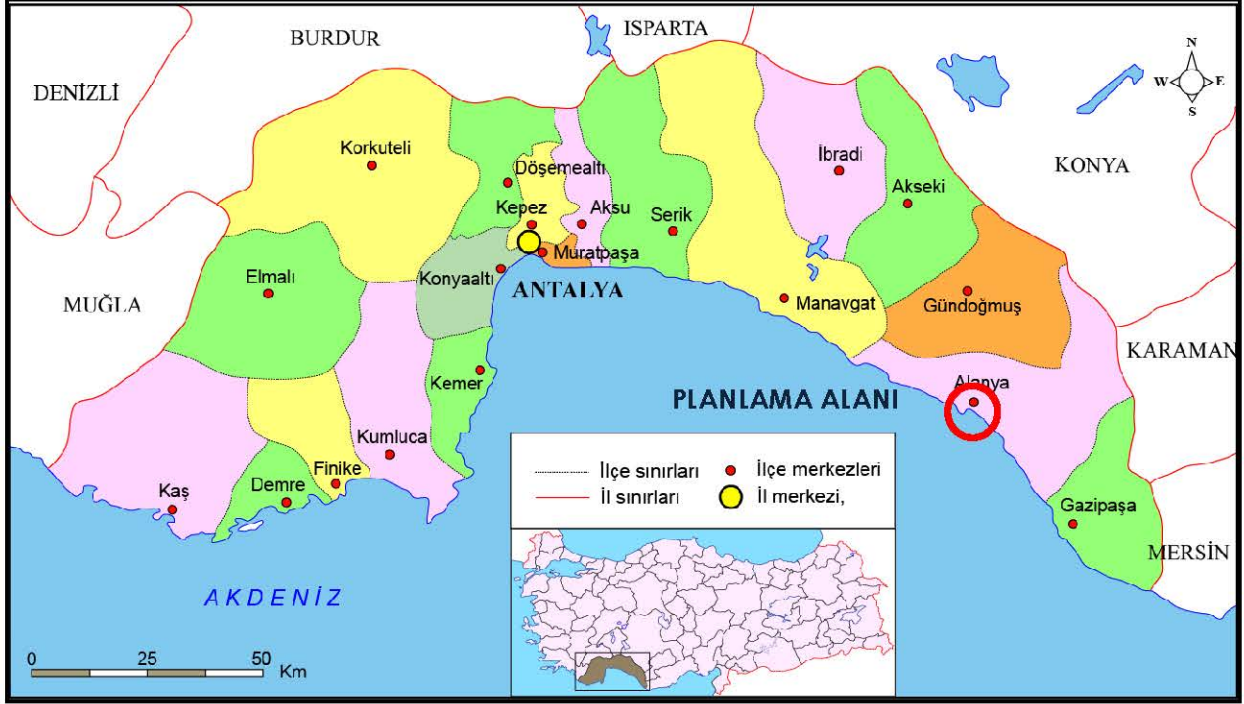 BURDUR
ISPARTA
DENİZLİ
N
W
E
S
KONYA
Korkuteli
Döşemealtı
İbradi
Akseki
Kepez
Aksu
Serik
Muratpaşa
Elmalı
Konyaaltı
ANTALYA
MUĞLA
Manavgat
Gündoğmuş
KARAMAN
Kemer
Alanya
PLANLAMA ALANI
Kumluca
Finike
Demre
Kaş
İlçe sınırları
İlçe merkezleri
İl sınırları
İl merkezi,
Gazipaşa
MERSİN
AKDENİZ
0 25 50
Km